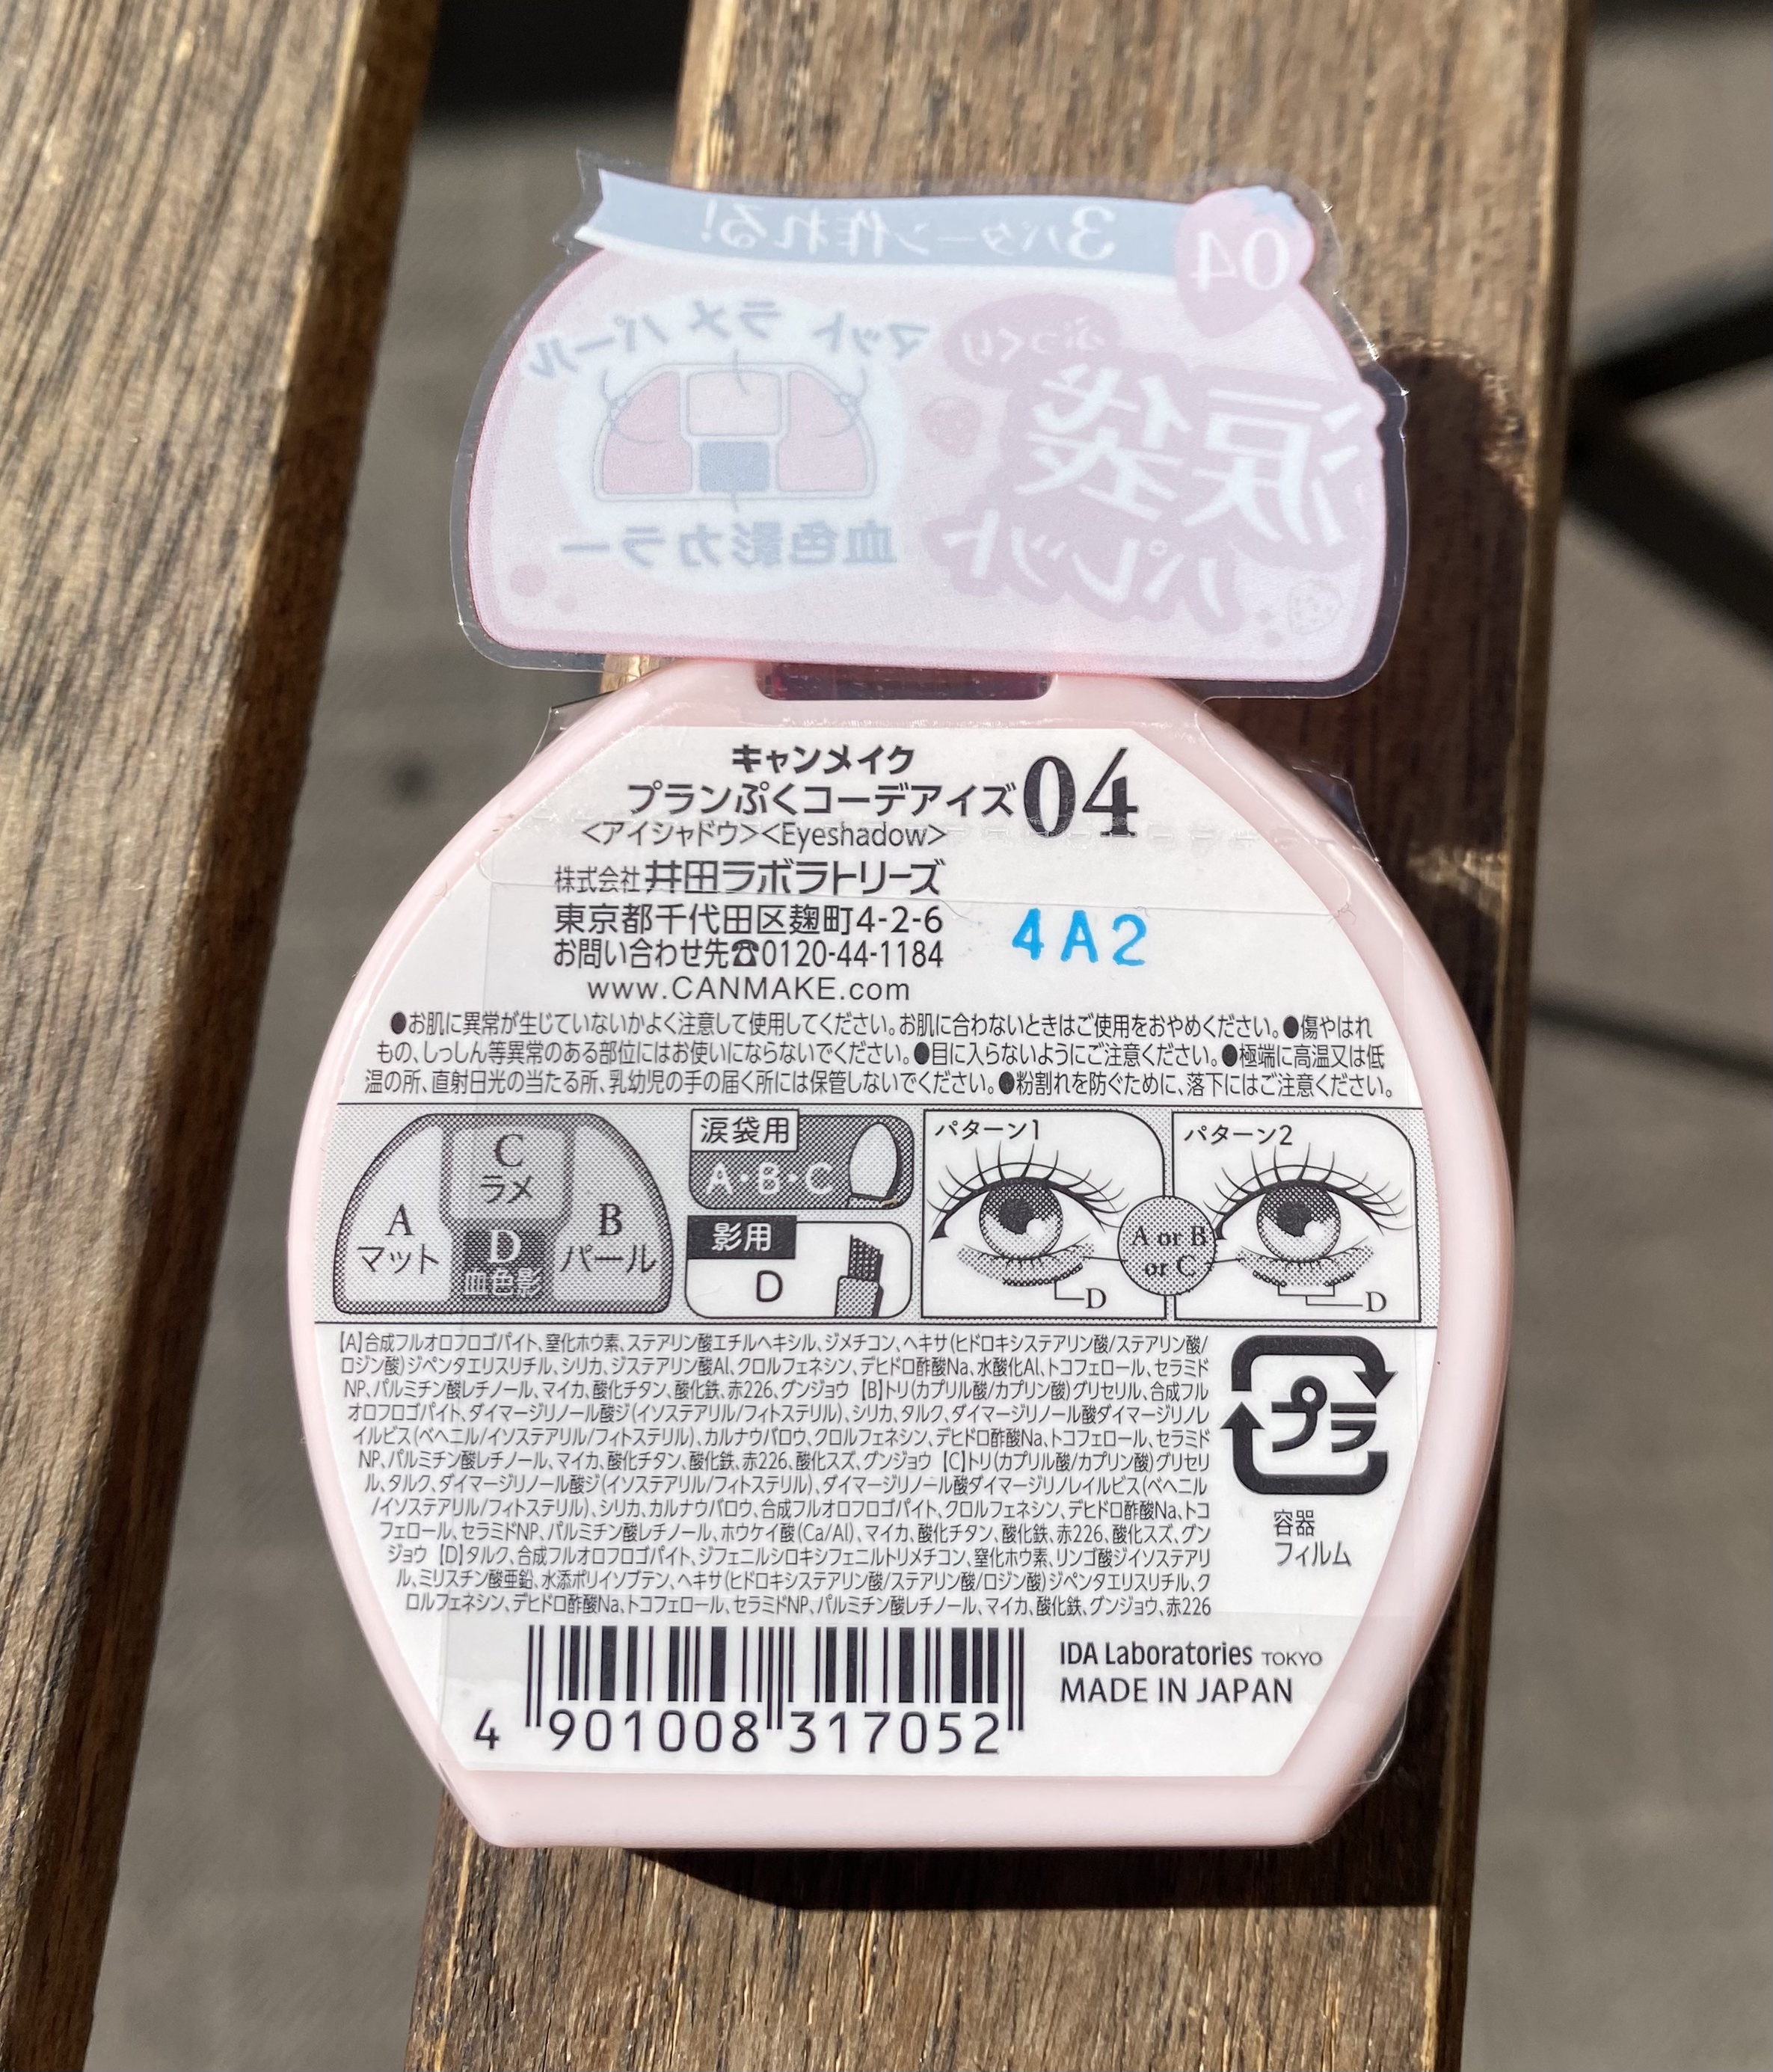 04
3パターン作れる!
ぷっくり
涙袋
パレット
マット ラメ パール
血色影カラー
キャンメイク
プランぷくコーデアイズ 04
<アイシャドウ><Eyeshadow>
株式会社井田ラボラトリーズ
東京都千代田区麹町4-2-6
お問い合わせ先☎0120-44-1184
www.CANMAKE.com
4A2
●お肌に異常が生じていないかよく注意して使用してください。お肌に合わないときはご使用をおやめください。●傷やはれ
もの、しっしん等異常のある部位にはお使いにならないでください。●目に入らないようにご注意ください。●極端に高温又は低
温の所、直射日光の当たる所、乳幼児の手の届く所には保管しないでください。●粉割れを防ぐために、落下にはご注意ください。
A
マット
C
ラメ
D
血色影
B
パール
涙袋用
A・B・C
影用
D
パターン1
D
A or B
or C
パターン2
D
【A】合成フルオロフロゴパイト、窒化ホウ素、ステアリン酸エチルヘキシル、ジメチコン、ヘキサ(ヒドロキシステアリン酸/ステアリン酸/
ロジン酸)ジペンタエリスリチル、シリカ、ジステアリン酸Al、クロルフェネシン、デヒドロ酢酸Na、水酸化Al、トコフェロール、セラミド
NP、パルミチン酸レチノール、マイカ、酸化チタン、酸化鉄、赤226、グンジョウ 【B】トリ(カプリル酸/カプリン酸)グリセリル、合成フル
オロフロゴパイト、ダイマージリノール酸ジ(イソステアリル/フィトステリル)、シリカ、タルク、ダイマージリノール酸ダイマージリノレ
イルビス(ベヘニル/イソステアリル/フィトステリル)、カルナウバロウ、クロルフェネシン、デヒドロ酢酸Na、トコフェロール、セラミド
NP、パルミチン酸レチノール、マイカ、酸化チタン、酸化鉄、赤226、酸化スズ、グンジョウ 【C】トリ(カプリル酸/カプリン酸)グリセリ
ル、タルク、ダイマージリノール酸ジ(イソステアリル/フィトステリル)、ダイマージリノール酸ダイマージリノレイルビス(ベヘニル
/イソステアリル/フィトステリル)、シリカ、カルナウバロウ、合成フルオロフロゴパイト、クロルフェネシン、デヒドロ酢酸Na、トコ
フェロール、セラミドNP、パルミチン酸レチノール、ホウケイ酸(Ca/Al)、マイカ、酸化チタン、酸化鉄、赤226、酸化スズ、グン
ジョウ 【D】タルク、合成フルオロフロゴパイト、ジフェニルシロキシフェニルトリメチコン、窒化ホウ素、リンゴ酸ジイソステアリ
ル、ミリスチン酸亜鉛、水添ポリイソブテン、ヘキサ(ヒドロキシステアリン酸/ステアリン酸/ロジン酸)ジペンタエリスリチル、ク
ロルフェネシン、デヒドロ酢酸Na、トコフェロール、セラミドNP、パルミチン酸レチノール、マイカ、酸化鉄、グンジョウ、赤226
プラ
容器
フィルム
4 901008 317052
IDA Laboratories TOKYO
MADE IN JAPAN